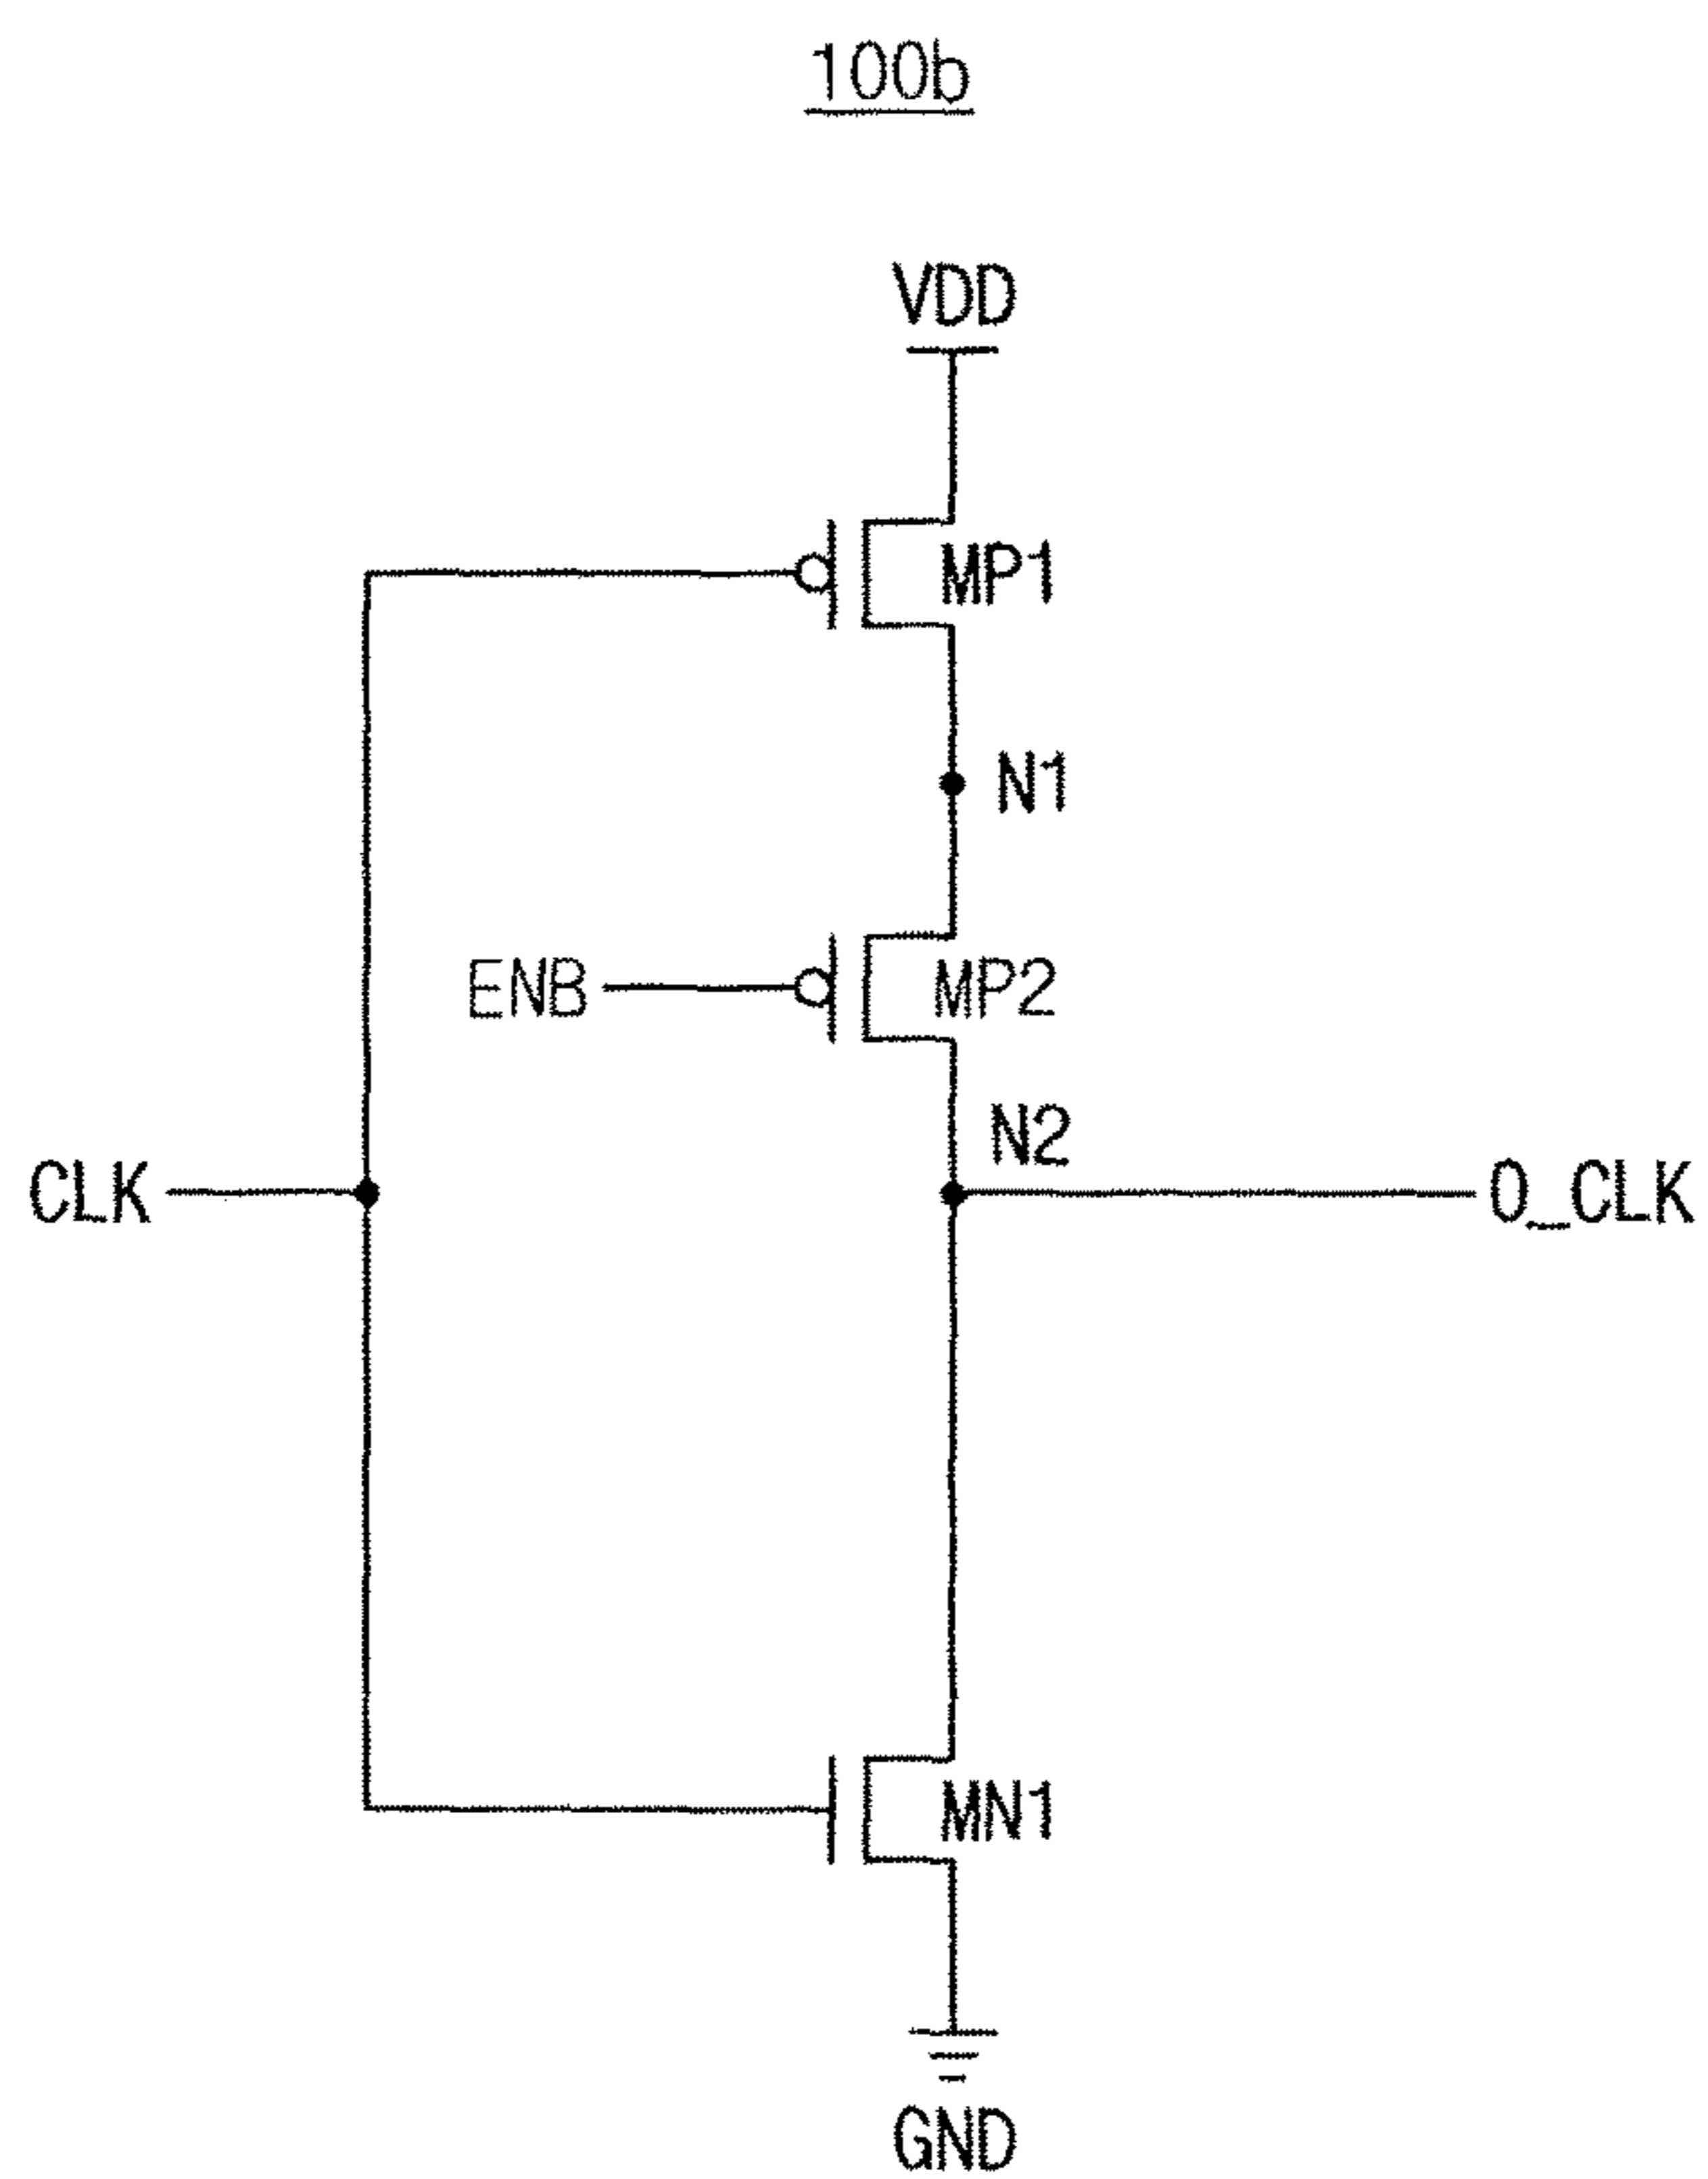 100b
VDD
MP1
N1
ENB
MP2
N2
CLK
O_CLK
MN1
GND